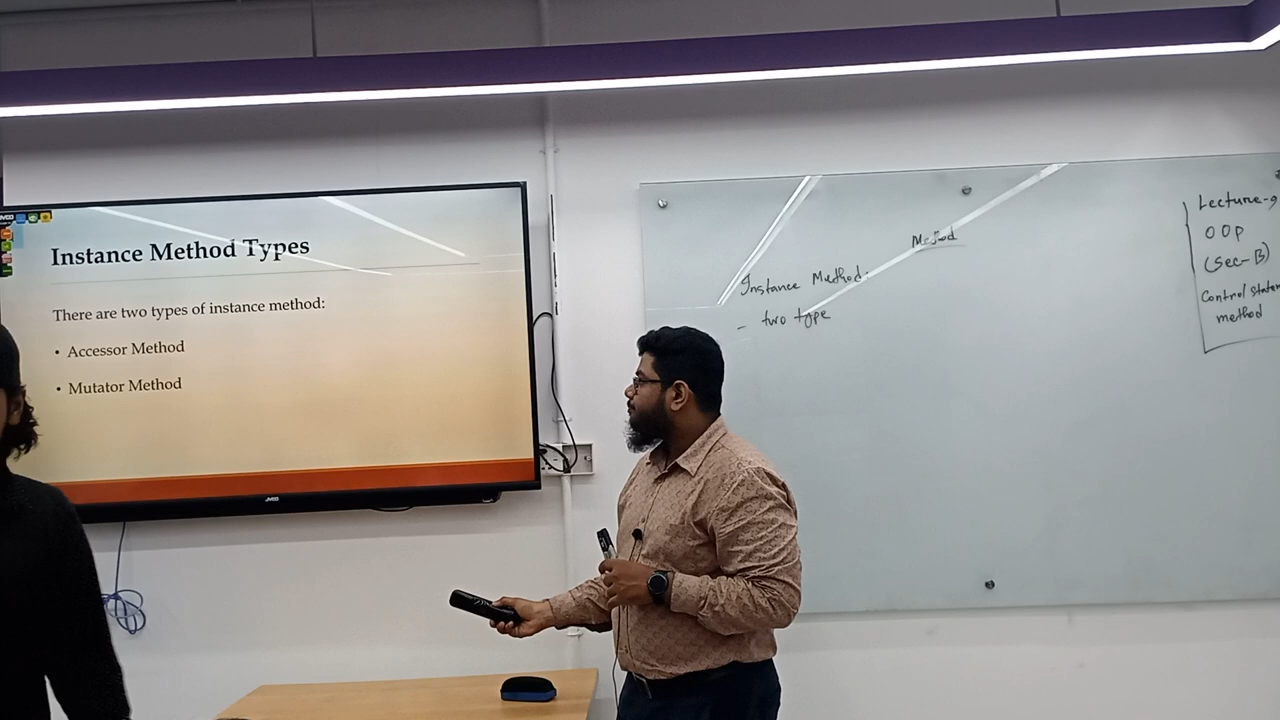 Instance Method Types
There are two types of instance method:
• Accessor Method
• Mutator Method
JVCO
Method
Instance Method:
- two type
Lecture-9
OOP
(Sec-B)
Control statem
method